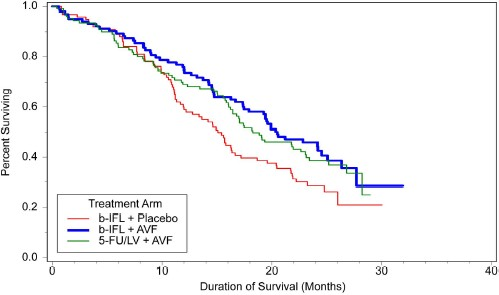 1.0
0.8
0.6
0.4
0.2
0.0
Percent Surviving
Treatment Arm
b-IFL + Placebo
b-IFL + AVF
5-FU/LV + AVF
0 10 20 30 40
Duration of Survival (Months)